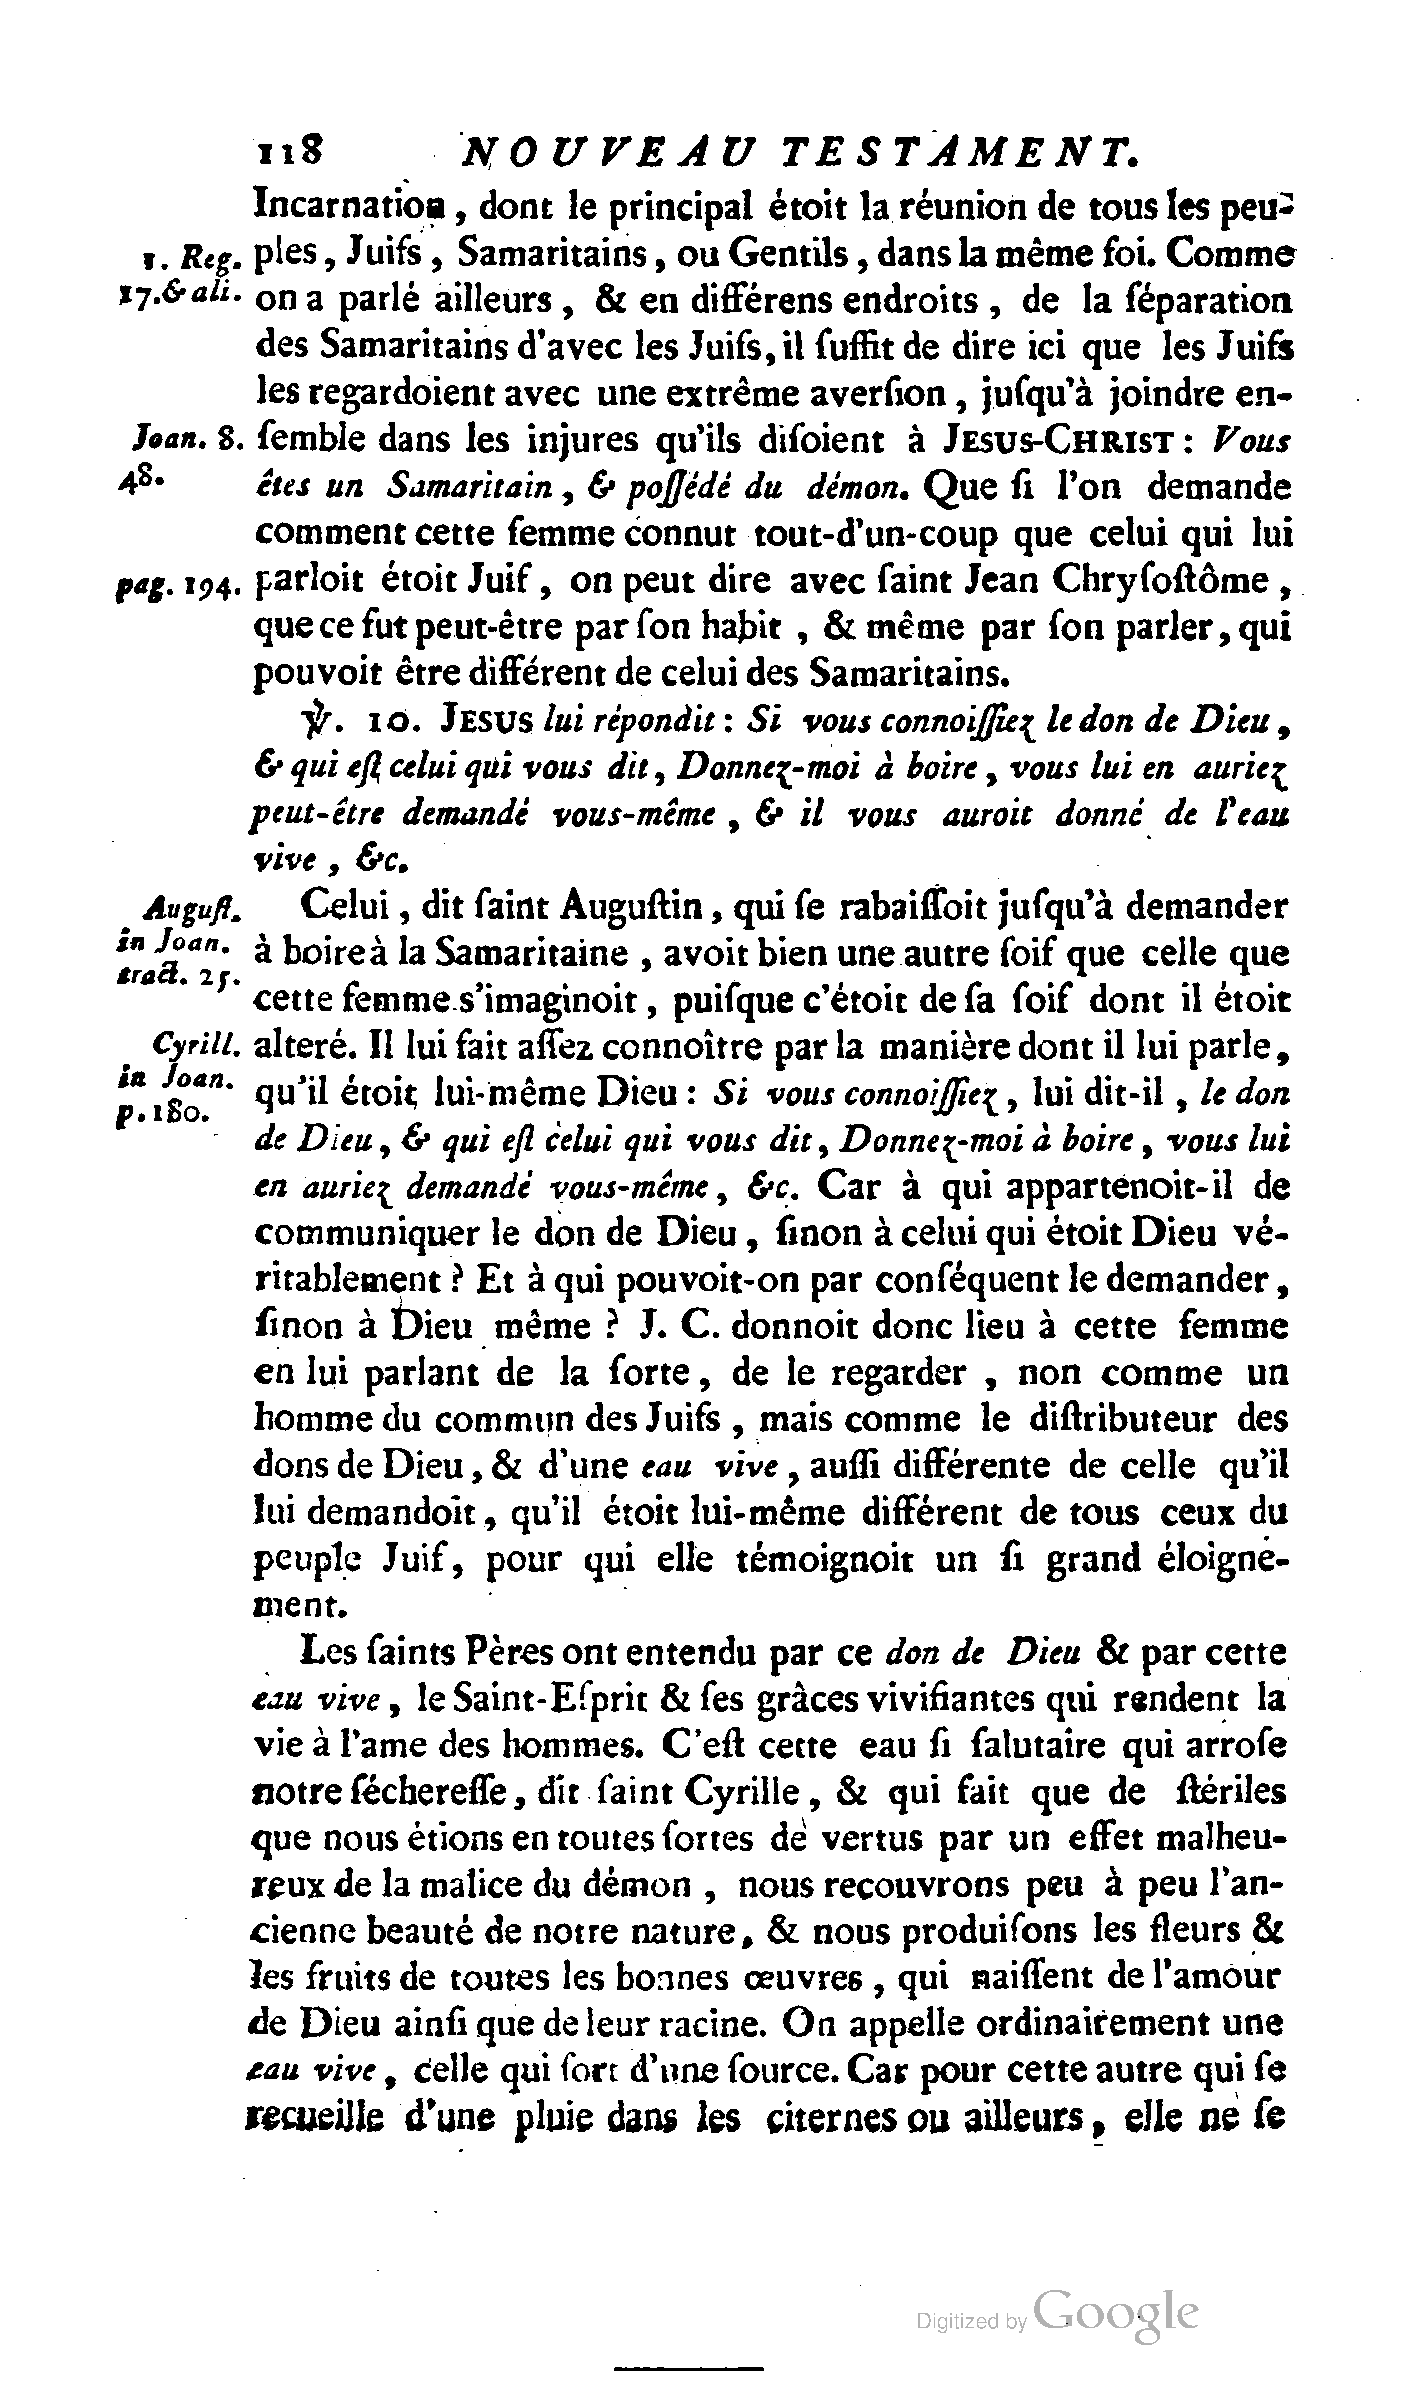 118 NOUVEAU TESTAMENT.
Incarnation, dont le principal étoit la réunion de tous les peu-
1. Reg. ples, Juifs, Samaritains, ou Gentils, dans la même foi. Comme
17.& ali. on a parlé ailleurs, & en différens endroits, de la ſéparation
des Samaritains d'avec les Juifs, il ſuffit de dire ici que les Juifs
les regardoient avec une extrême averſion, juſqu'à joindre en-
Joan. 8. ſemble dans les injures qu'ils diſoient à JESUS-CHRIST : Vous
48. êtes un Samaritain, & poſſédé du démon. Que ſi l'on demande
comment cette femme connut tout-d'un-coup que celui qui lui
pag. 194. parloit étoit Juif, on peut dire avec ſaint Jean Chryſoſtôme,
que ce fut peut-être par ſon habit, & même par ſon parler, qui
pouvoit être différent de celui des Samaritains.
℣. 10. JESUS lui répondit : Si vous connoiſſiez le don de Dieu,
& qui eſt celui qui vous dit, Donnez-moi à boire, vous lui en auriez
peut-être demandé vous-même, & il vous auroit donné de l'eau
vive, &c.
Auguſt. Celui, dit ſaint Auguſtin, qui ſe rabaiſſoit juſqu'à demander
in Joan. à boire à la Samaritaine, avoit bien une autre ſoif que celle que
tract. 25.
cette femme s'imaginoit, puiſque c'étoit de ſa ſoif dont il étoit
Cyrill. alteré. Il lui fait aſſez connoître par la manière dont il lui parle,
in Joan. qu'il étoit lui-même Dieu : Si vous connoiſſiez, lui dit-il, le don
p. 180.
de Dieu, & qui eſt celui qui vous dit, Donnez-moi à boire, vous lui
en auriez demandé vous-même, &c. Car à qui appartenoit-il de
communiquer le don de Dieu, ſinon à celui qui étoit Dieu vé-
ritablement ? Et à qui pouvoit-on par conſéquent le demander,
ſinon à Dieu même ? J. C. donnoit donc lieu à cette femme
en lui parlant de la ſorte, de le regarder, non comme un
homme du commun des Juifs, mais comme le diſtributeur des
dons de Dieu, & d'une eau vive, auſſi différente de celle qu'il
lui demandoit, qu'il étoit lui-même différent de tous ceux du
peuple Juif, pour qui elle témoignoit un ſi grand éloigne-
ment.
Les ſaints Pères ont entendu par ce don de Dieu & par cette
eau vive, le Saint-Eſprit & ſes grâces vivifiantes qui rendent la
vie à l'ame des hommes. C'eſt cette eau ſi ſalutaire qui arroſe
notre ſéchereſſe, dit ſaint Cyrille, & qui fait que de ſtériles
que nous étions en toutes ſortes de vertus par un effet malheu-
reux de la malice du démon, nous recouvrons peu à peu l'an-
cienne beauté de notre nature, & nous produiſons les fleurs &
les fruits de toutes les bonnes œuvres, qui naiſſent de l'amour
de Dieu ainſi que de leur racine. On appelle ordinairement une
eau vive, celle qui ſort d'une ſource. Car pour cette autre qui ſe
recueille d'une pluie dans les citernes ou ailleurs, elle ne ſe
Digitized by Google